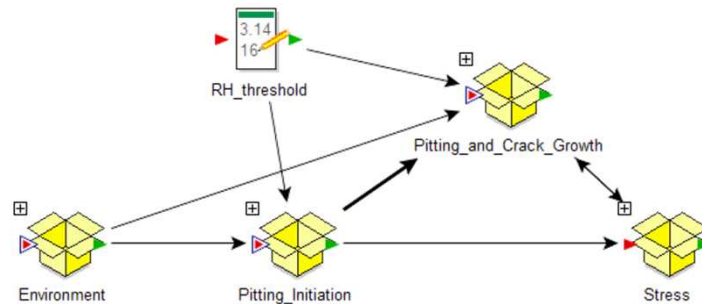 3.14
16
RH_threshold
Pitting_and_Crack_Growth
Environment
Pitting_Initiation
Stress